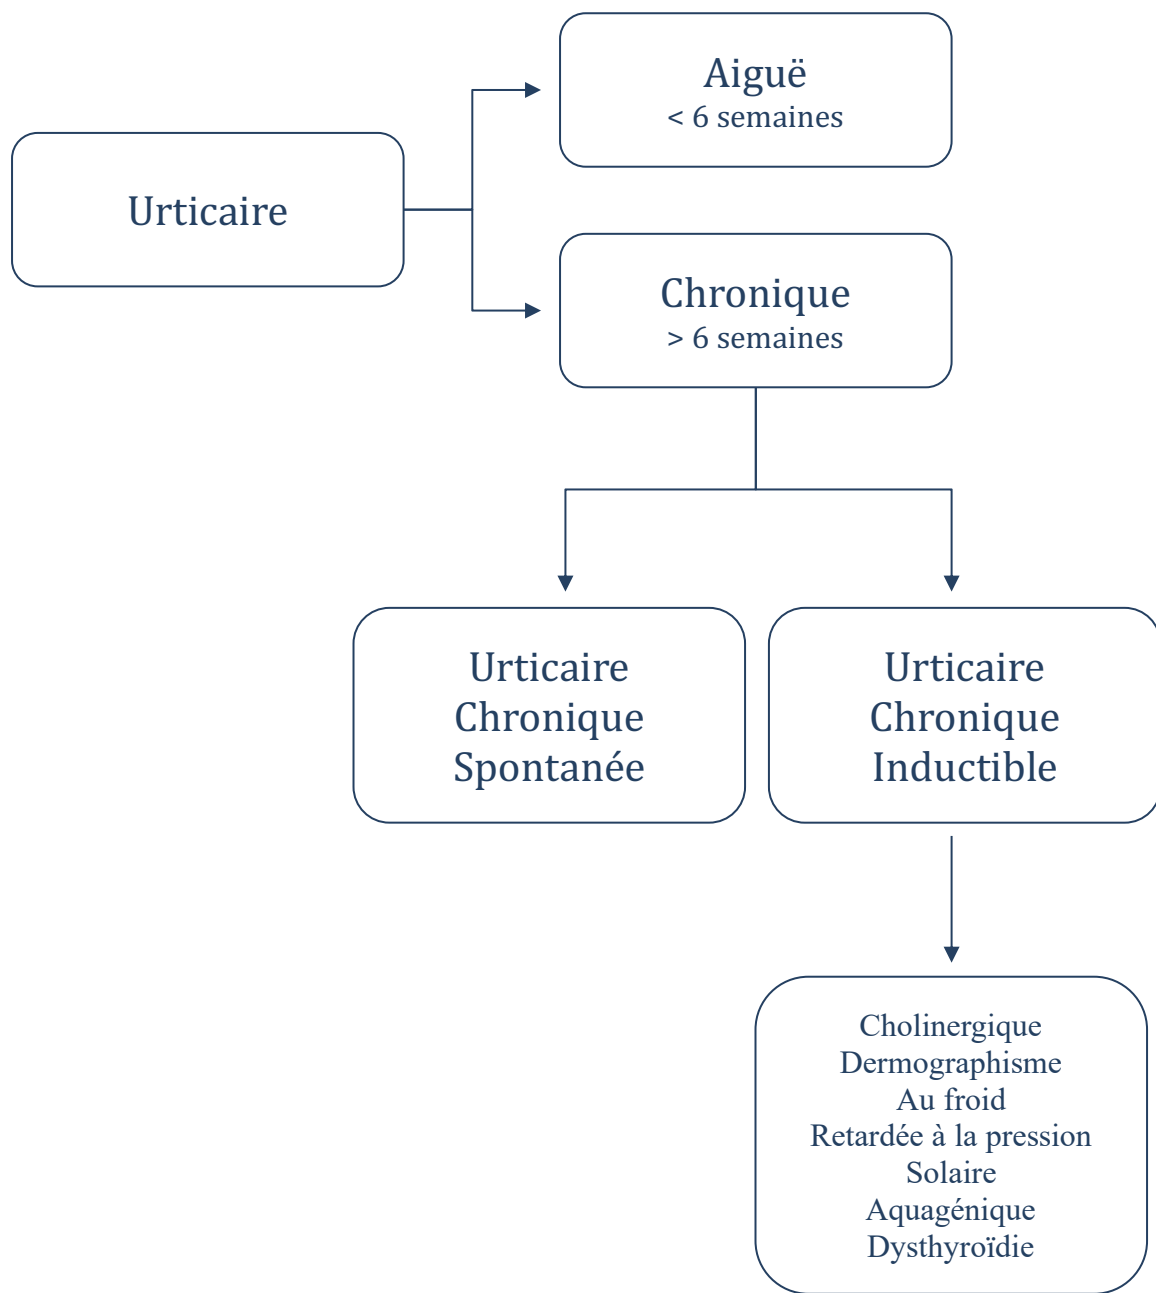 Urticaire
Aiguë
< 6 semaines
Chronique
> 6 semaines
Urticaire
Chronique
Spontanée
Urticaire
Chronique
Inductible
Cholinergique
Dermographisme
Au froid
Retardée à la pression
Solaire
Aquagénique
Dysthyroïdie